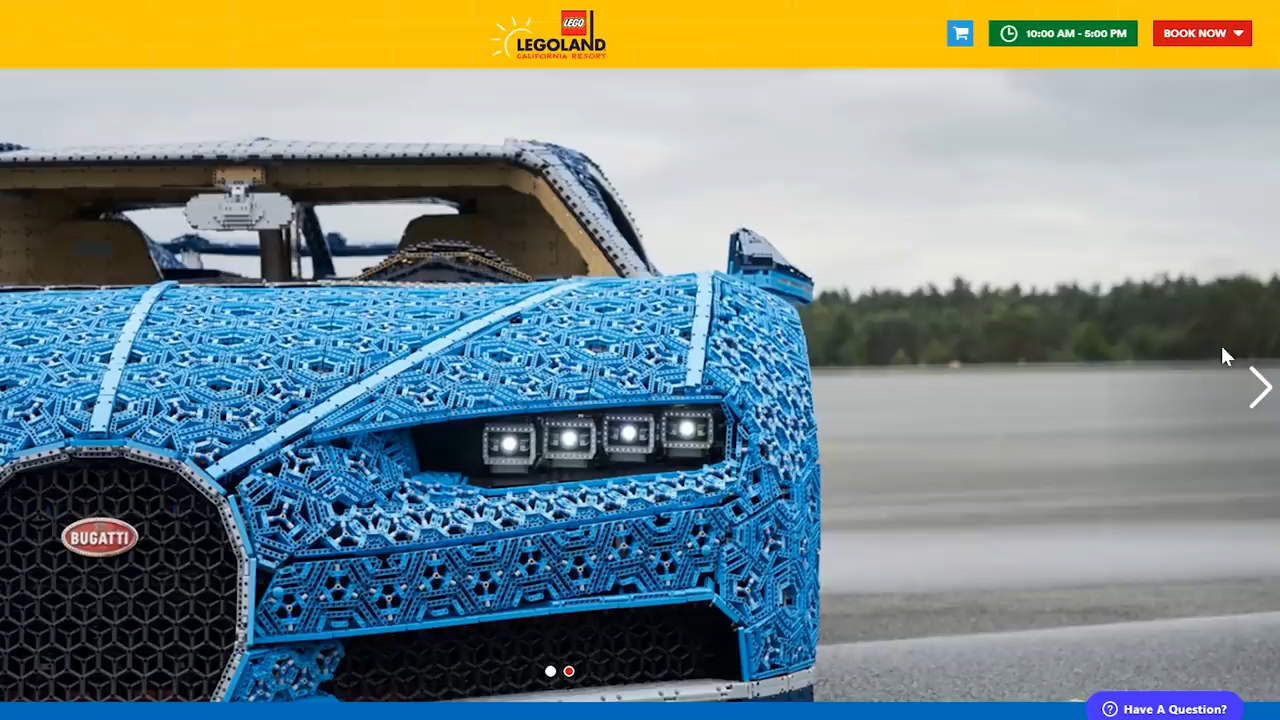 LEGO
LEGOLAND
CALIFORNIA RESORT
10:00 AM - 5:00 PM
BOOK NOW
BUGATTI
Have A Question?